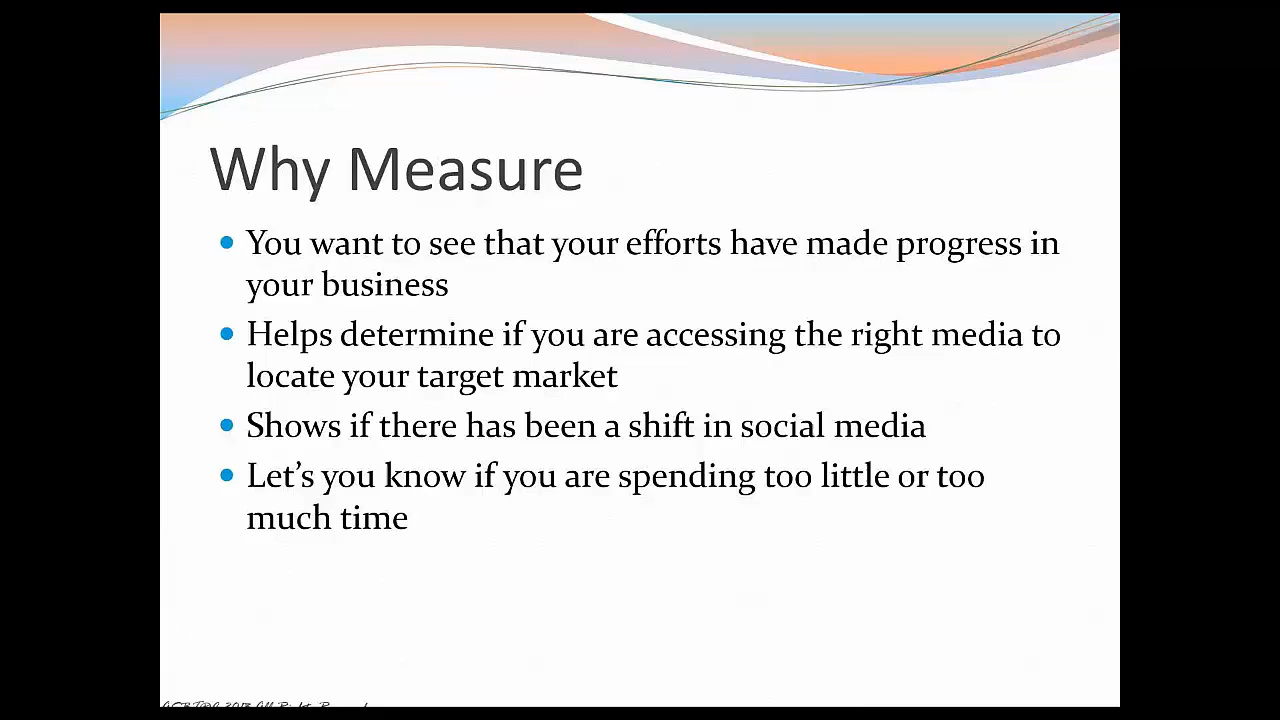 Why Measure
You want to see that your efforts have made progress in
your business
Helps determine if you are accessing the right media to
locate your target market
Shows if there has been a shift in social media
Let's you know if you are spending too little or too
much time